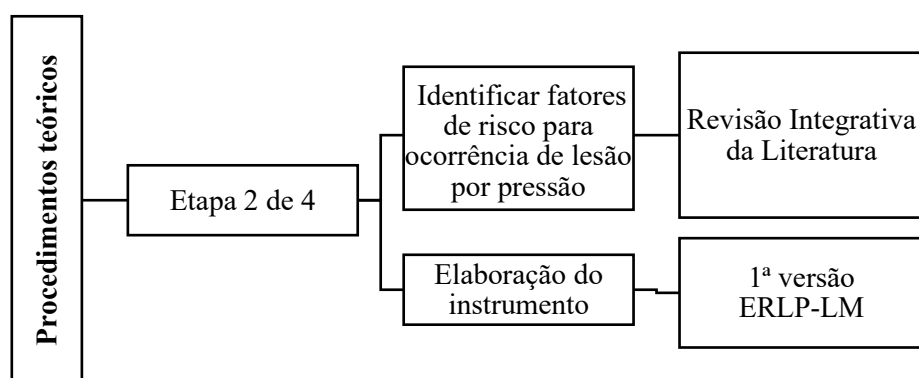 Procedimentos teóricos
Etapa 2 de 4
Identificar fatores
de risco para
ocorrência de lesão
por pressão
Revisão Integrativa
da Literatura
Elaboração do
instrumento
1ª versão
ERLP-LM